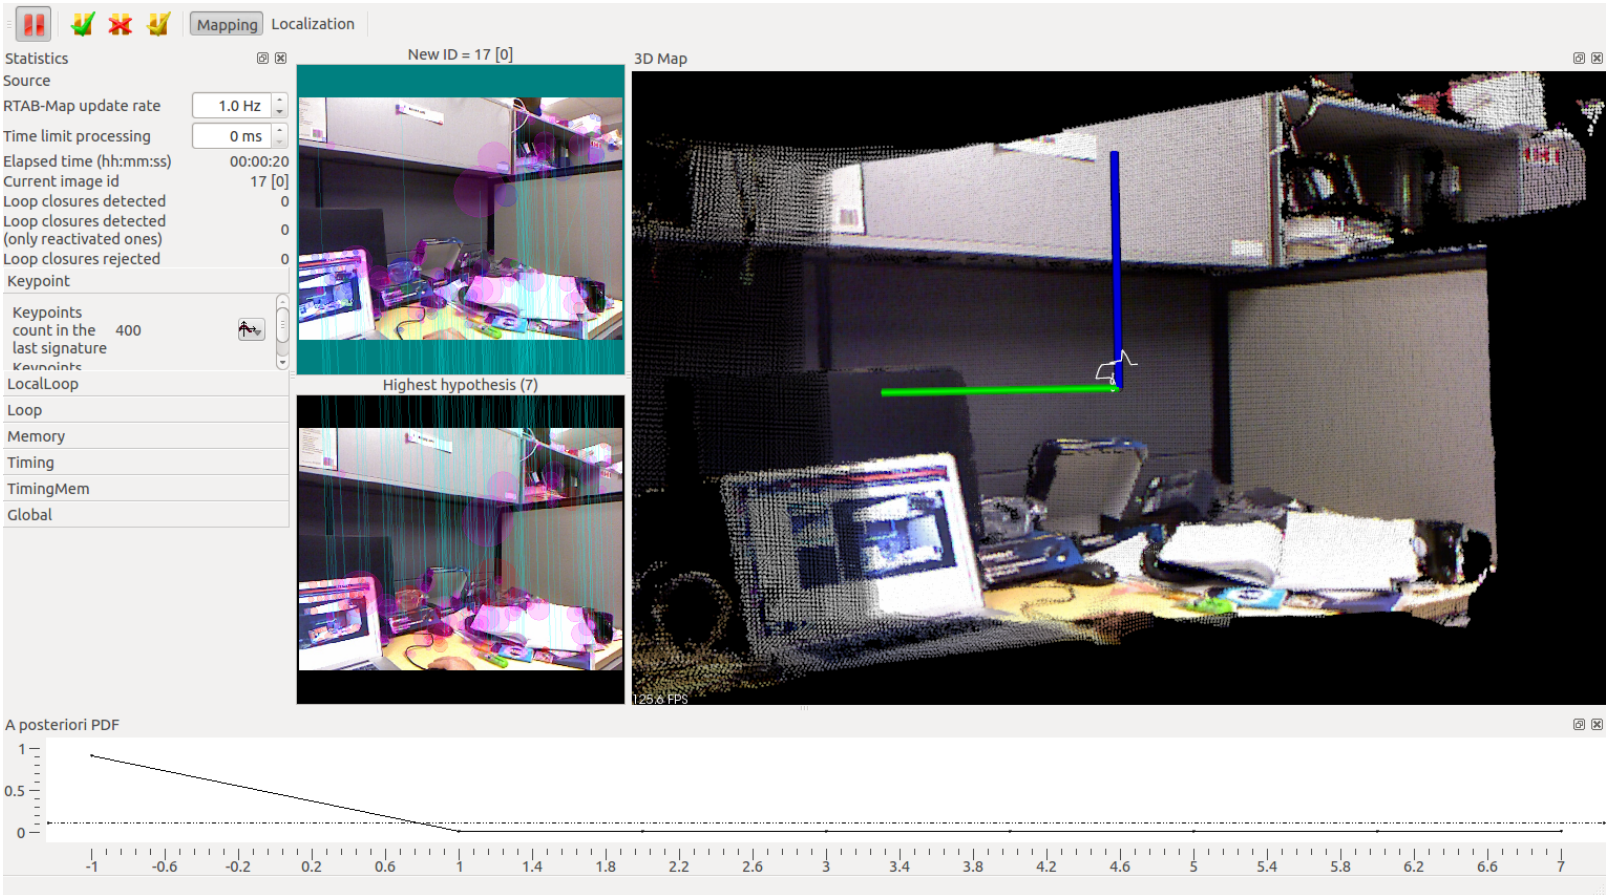 Mapping Localization
Statistics
Source
RTAB-Map update rate 1.0 Hz
Time limit processing 0 ms
Elapsed time (hh:mm:ss) 00:00:20
Current image id 17 [0]
Loop closures detected 0
Loop closures detected
(only reactivated ones) 0
Loop closures rejected 0
Keypoint
Keypoints
count in the 400
last signature
Keypoints
LocalLoop
Loop
Memory
Timing
TimingMem
Global
New ID = 17 [0]
Highest hypothesis (7)
3D Map
125.6 FPS
A posteriori PDF
1
0.5
0
-1 -0.6 -0.2 0.2 0.6 1 1.4 1.8 2.2 2.6 3 3.4 3.8 4.2 4.6 5 5.4 5.8 6.2 6.6 7